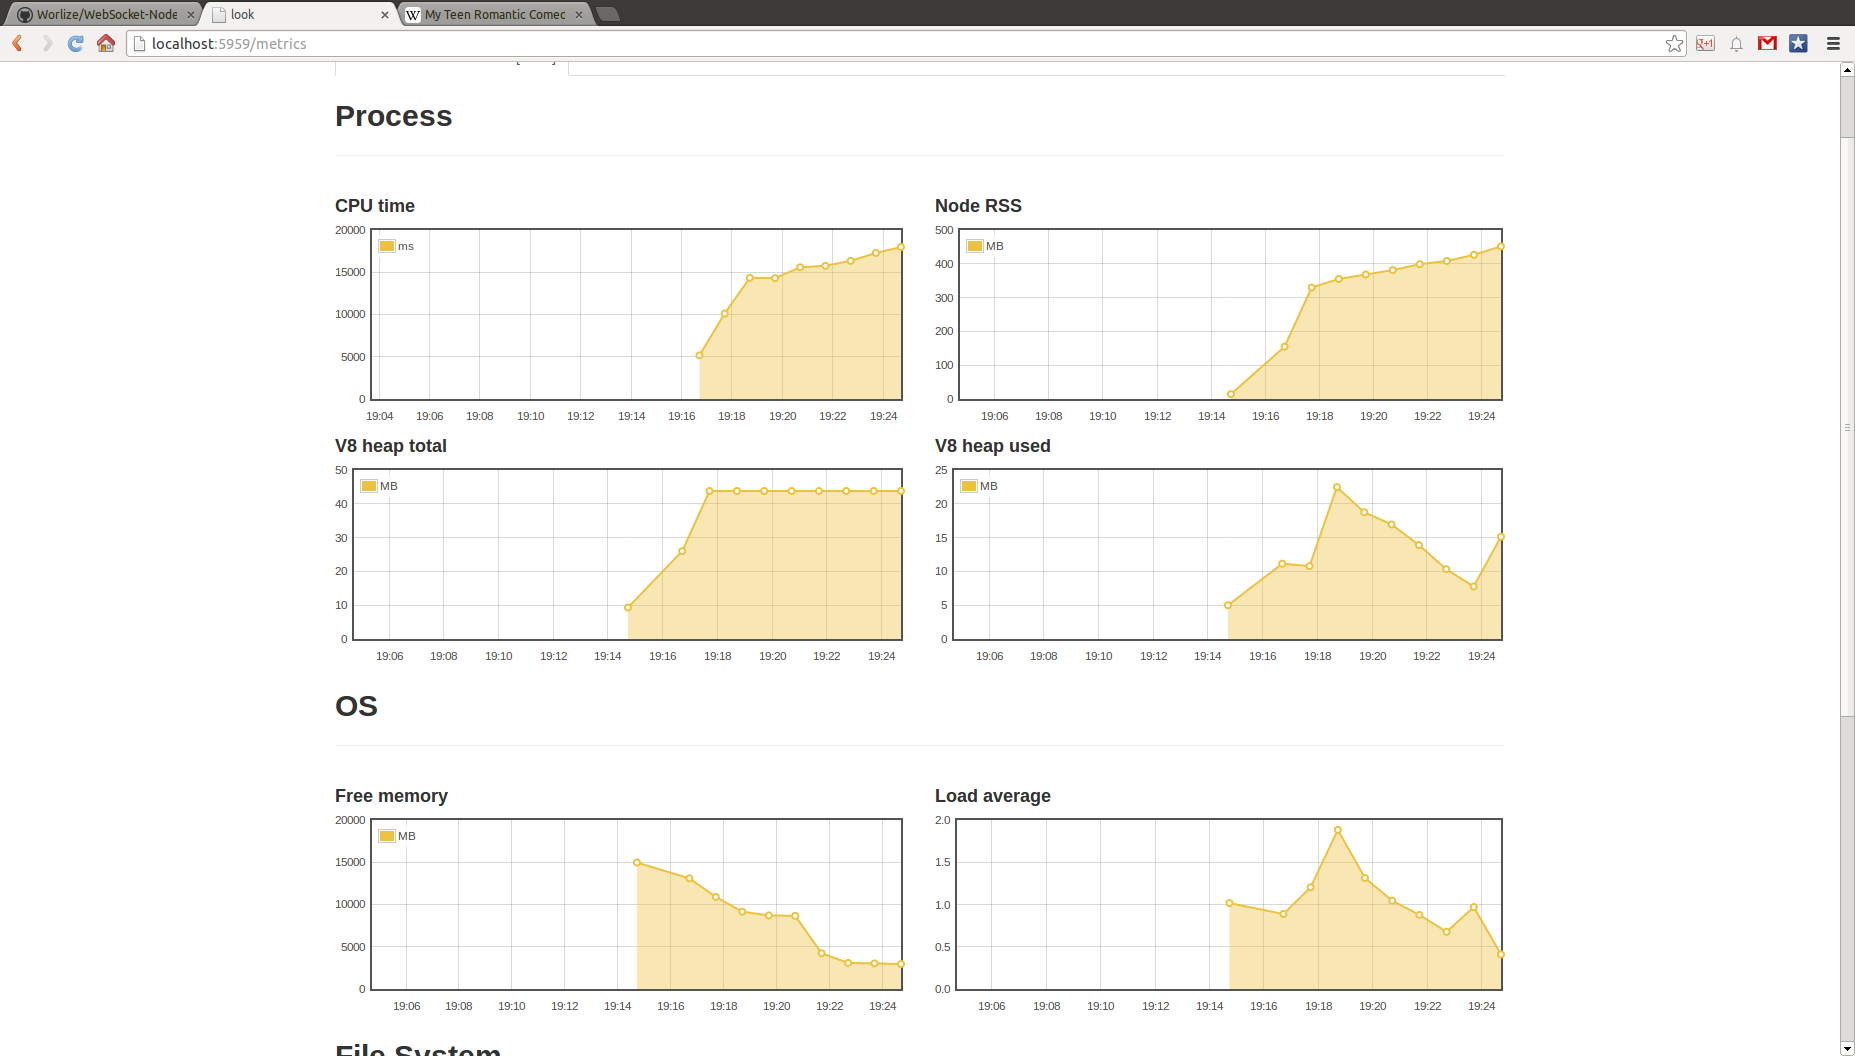 Worlize/WebSocket-Node
look
My Teen Romantic Comec
localhost:5959/metrics
Process
CPU time
ms
20000
15000
10000
5000
0
19:04 19:06 19:08 19:10 19:12 19:14 19:16 19:18 19:20 19:22 19:24
Node RSS
MB
500
400
300
200
100
0
19:06 19:08 19:10 19:12 19:14 19:16 19:18 19:20 19:22 19:24
V8 heap total
MB
50
40
30
20
10
0
19:06 19:08 19:10 19:12 19:14 19:16 19:18 19:20 19:22 19:24
V8 heap used
MB
25
20
15
10
5
0
19:06 19:08 19:10 19:12 19:14 19:16 19:18 19:20 19:22 19:24
OS
Free memory
MB
20000
15000
10000
5000
0
19:06 19:08 19:10 19:12 19:14 19:16 19:18 19:20 19:22 19:24
Load average
2.0
1.5
1.0
0.5
0.0
19:06 19:08 19:10 19:12 19:14 19:16 19:18 19:20 19:22 19:24
File System